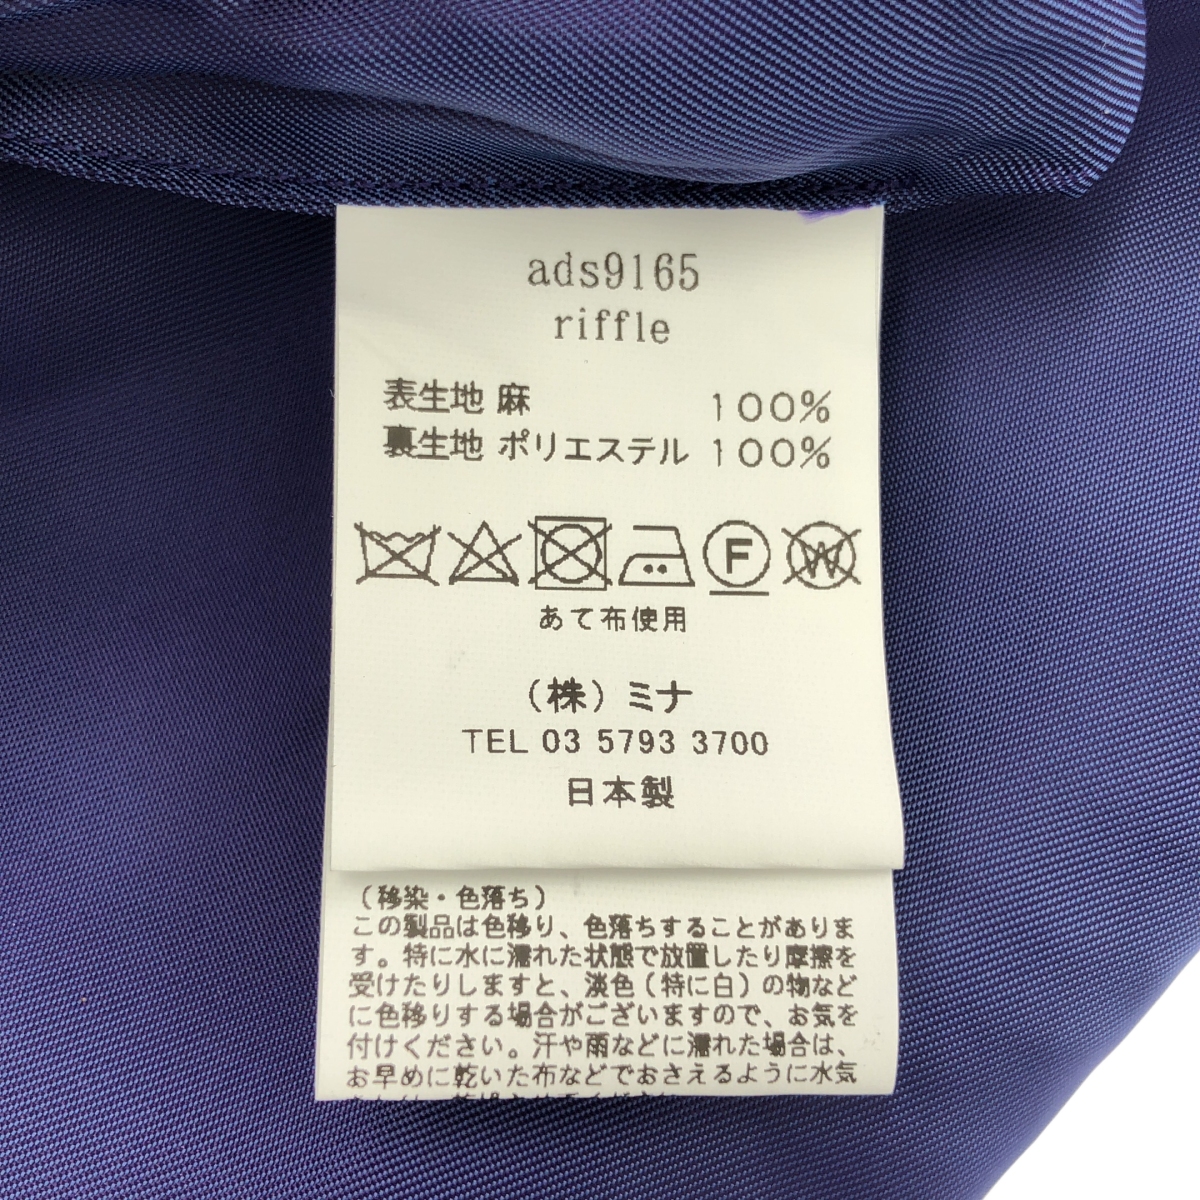 ads9165
riffle
表生地 麻 100%
裏生地 ポリエステル 100%
F W
あて布使用
(株)ミナ
TEL 03 5793 3700
日本製
(移染・色落ち)
この製品は色移り、色落ちすることがありま
す。特に水に濡れた状態で放置したり摩擦を
受けたりしますと、淡色(特に白)の物など
に色移りする場合がございますので、お気を
付けください。汗や雨などに濡れた場合は、
お早めに乾いた布などでおさえるように水気